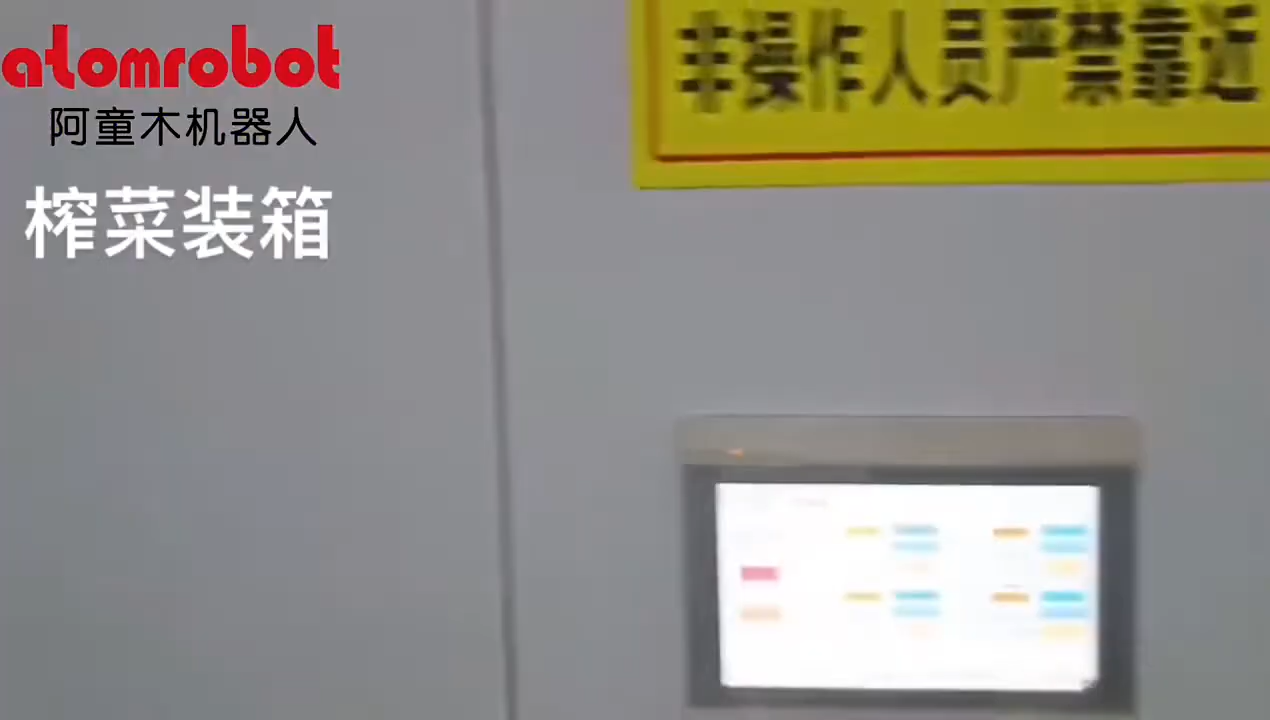 atomrobot
阿童木机器人
榨菜装箱
非操作人员严禁靠近